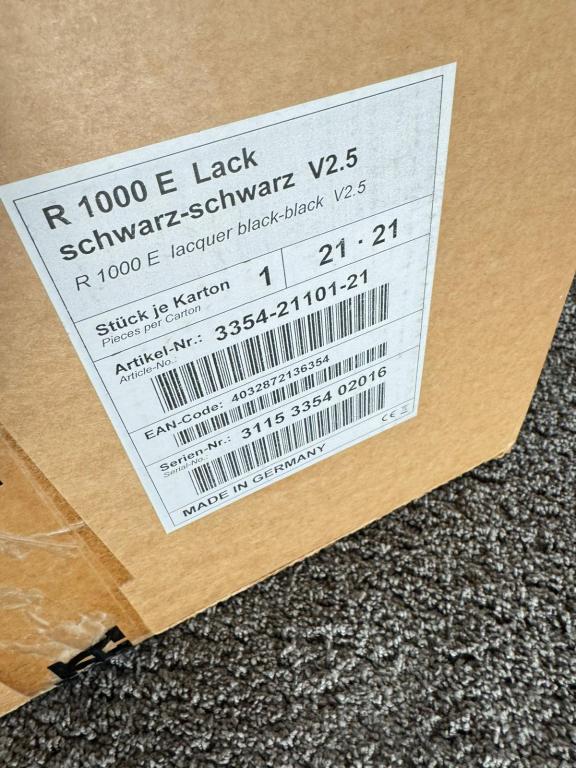 R 1000 E Lack
schwarz-schwarz V2.5
R 1000 E lacquer black-black V2.5
Stück je Karton 1 21 · 21
Pieces per Carton
Artikel-Nr.: 3354-21101-21
Article-No.:
EAN-Code: 4032872136354
Serien-Nr.: 3115 3354 02016
Serial-No.:
MADE IN GERMANY CE